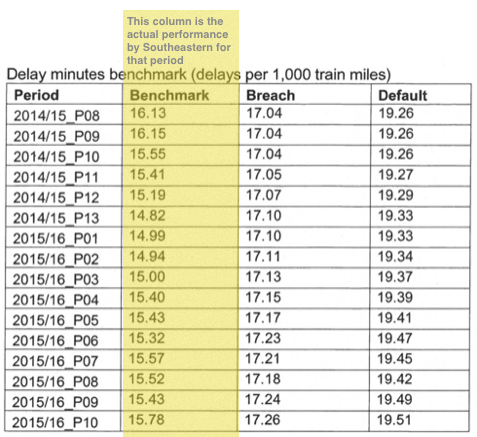 This column is the
actual performance
by Southeastern for
that period
Delay minutes benchmark (delays per 1,000 train miles)
Period Benchmark Breach Default
2014/15_P08 16.13 17.04 19.26
2014/15_P09 16.15 17.04 19.26
2014/15_P10 15.55 17.04 19.26
2014/15_P11 15.41 17.05 19.27
2014/15_P12 15.19 17.07 19.29
2014/15_P13 14.82 17.10 19.33
2015/16_P01 14.99 17.10 19.33
2015/16_P02 14.94 17.11 19.34
2015/16_P03 15.00 17.13 19.37
2015/16_P04 15.40 17.15 19.39
2015/16_P05 15.43 17.17 19.41
2015/16_P06 15.32 17.23 19.47
2015/16_P07 15.57 17.21 19.45
2015/16_P08 15.52 17.18 19.42
2015/16_P09 15.43 17.24 19.49
2015/16_P10 15.78 17.26 19.51